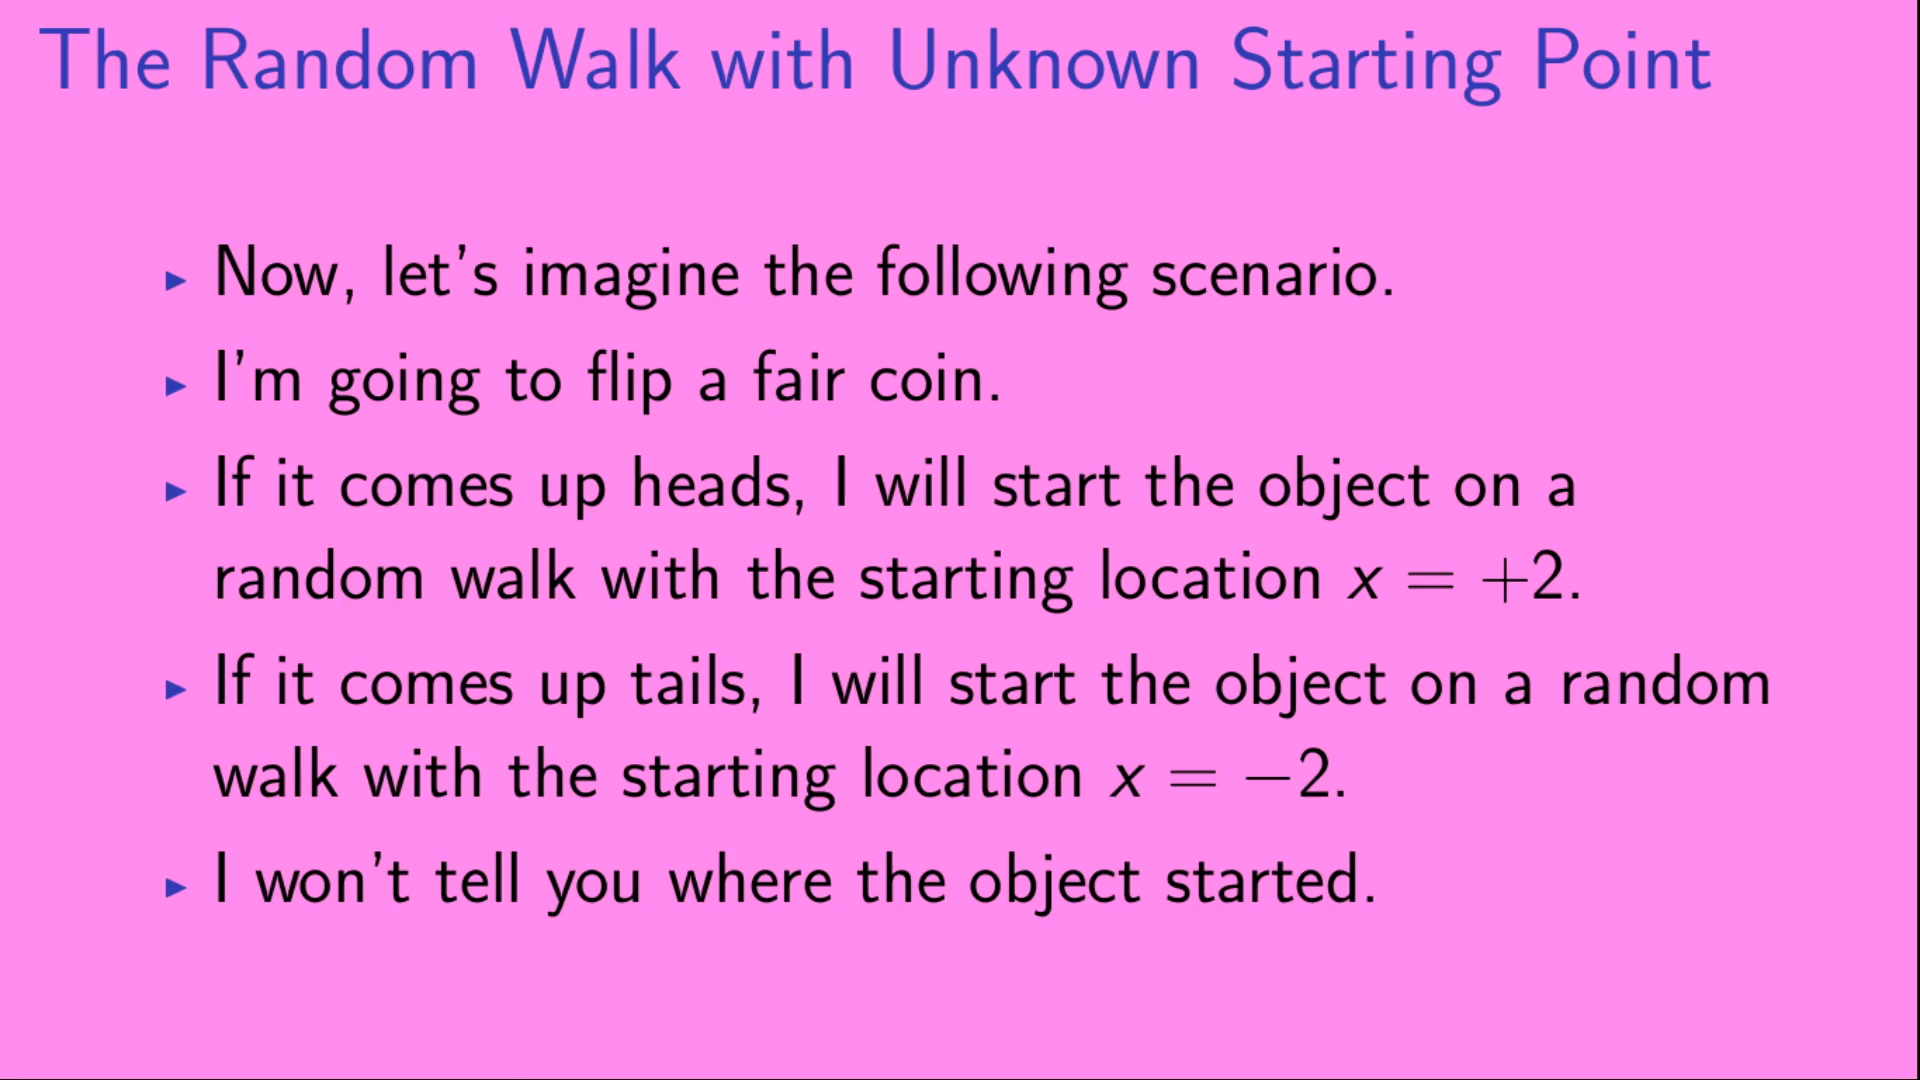 The Random Walk with Unknown Starting Point
▸ Now, let's imagine the following scenario.
▸ I'm going to flip a fair coin.
▸ If it comes up heads, I will start the object on a
random walk with the starting location x = +2.
▸ If it comes up tails, I will start the object on a random
walk with the starting location x = −2.
▸ I won't tell you where the object started.